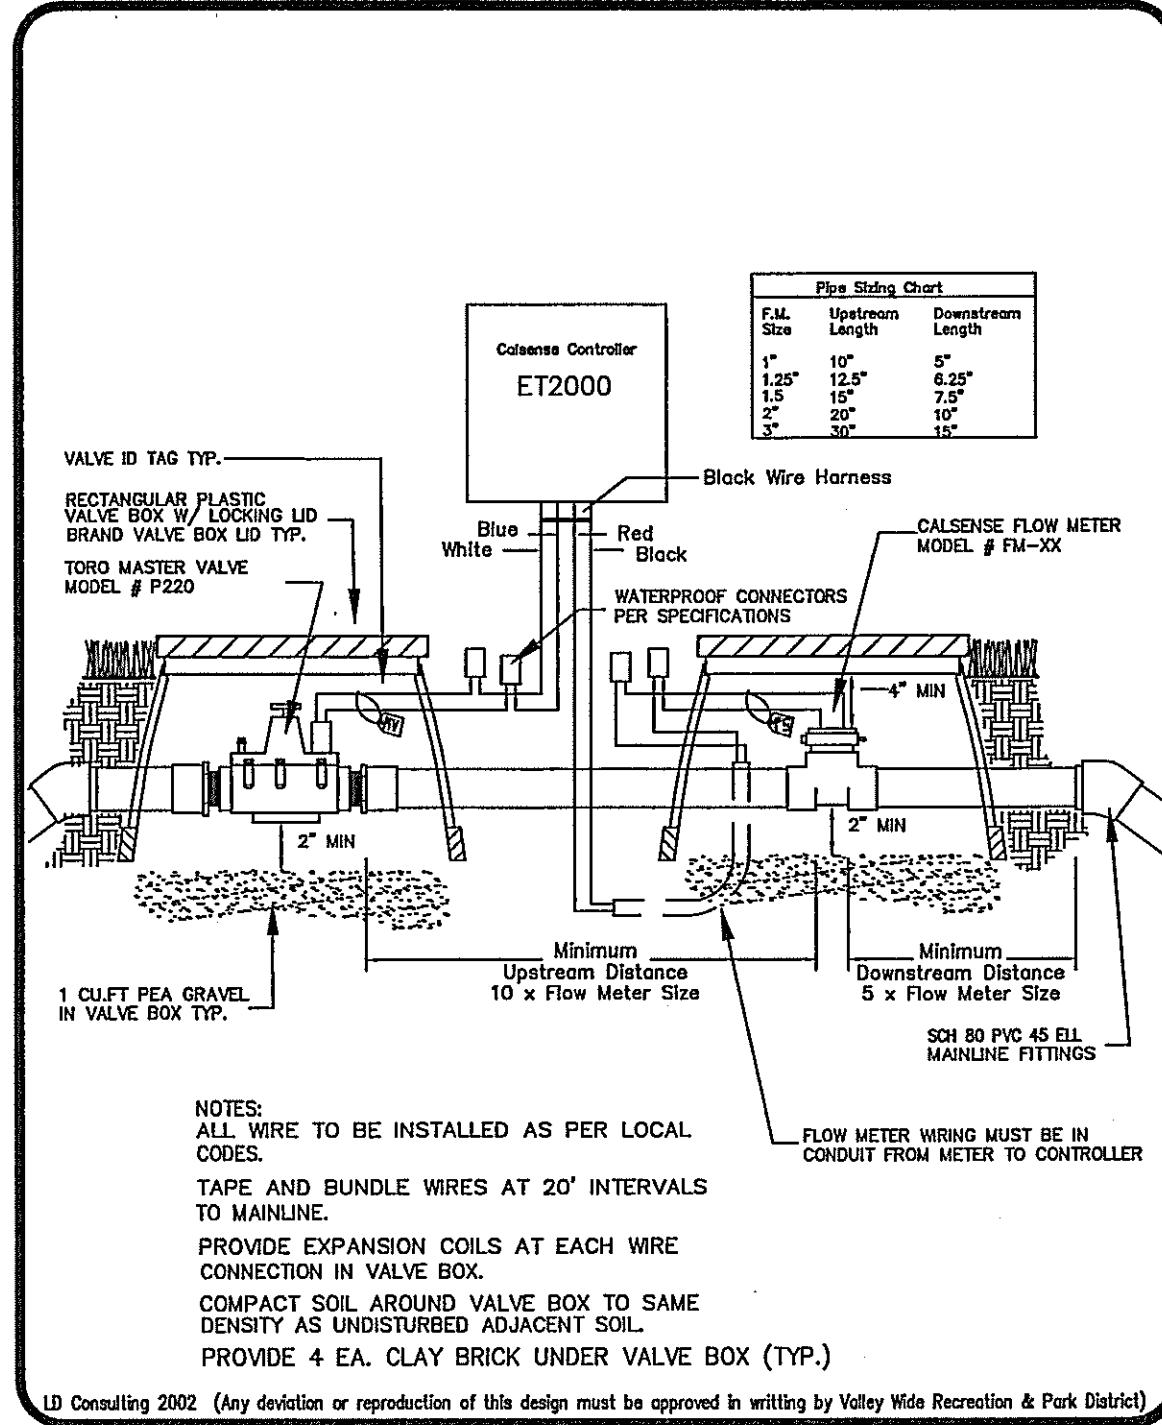 Pipe Sizing Chart
F.M. Size Upstream Length Downstream Length
1" 10" 5"
1.25" 12.5" 6.25"
1.5 15" 7.5"
2" 20" 10"
3" 30" 15"
Calsense Controller
ET2000
VALVE ID TAG TYP.
RECTANGULAR PLASTIC
VALVE BOX W/ LOCKING LID
BRAND VALVE BOX LID TYP.
TORO MASTER VALVE
MODEL # P220
Black Wire Harness
Blue
White
Red
Black
CALSENSE FLOW METER
MODEL # FM-XX
WATERPROOF CONNECTORS
PER SPECIFICATIONS
4" MIN
MV
2" MIN
2" MIN
Minimum
Upstream Distance
10 x Flow Meter Size
Minimum
Downstream Distance
5 x Flow Meter Size
1 CU.FT PEA GRAVEL
IN VALVE BOX TYP.
SCH 80 PVC 45 ELL
MAINLINE FITTINGS
FLOW METER WIRING MUST BE IN
CONDUIT FROM METER TO CONTROLLER
NOTES:
ALL WIRE TO BE INSTALLED AS PER LOCAL
CODES.
TAPE AND BUNDLE WIRES AT 20' INTERVALS
TO MAINLINE.
PROVIDE EXPANSION COILS AT EACH WIRE
CONNECTION IN VALVE BOX.
COMPACT SOIL AROUND VALVE BOX TO SAME
DENSITY AS UNDISTURBED ADJACENT SOIL.
PROVIDE 4 EA. CLAY BRICK UNDER VALVE BOX (TYP.)
LD Consulting 2002 (Any deviation or reproduction of this design must be approved in writting by Valley Wide Recreation & Park District)